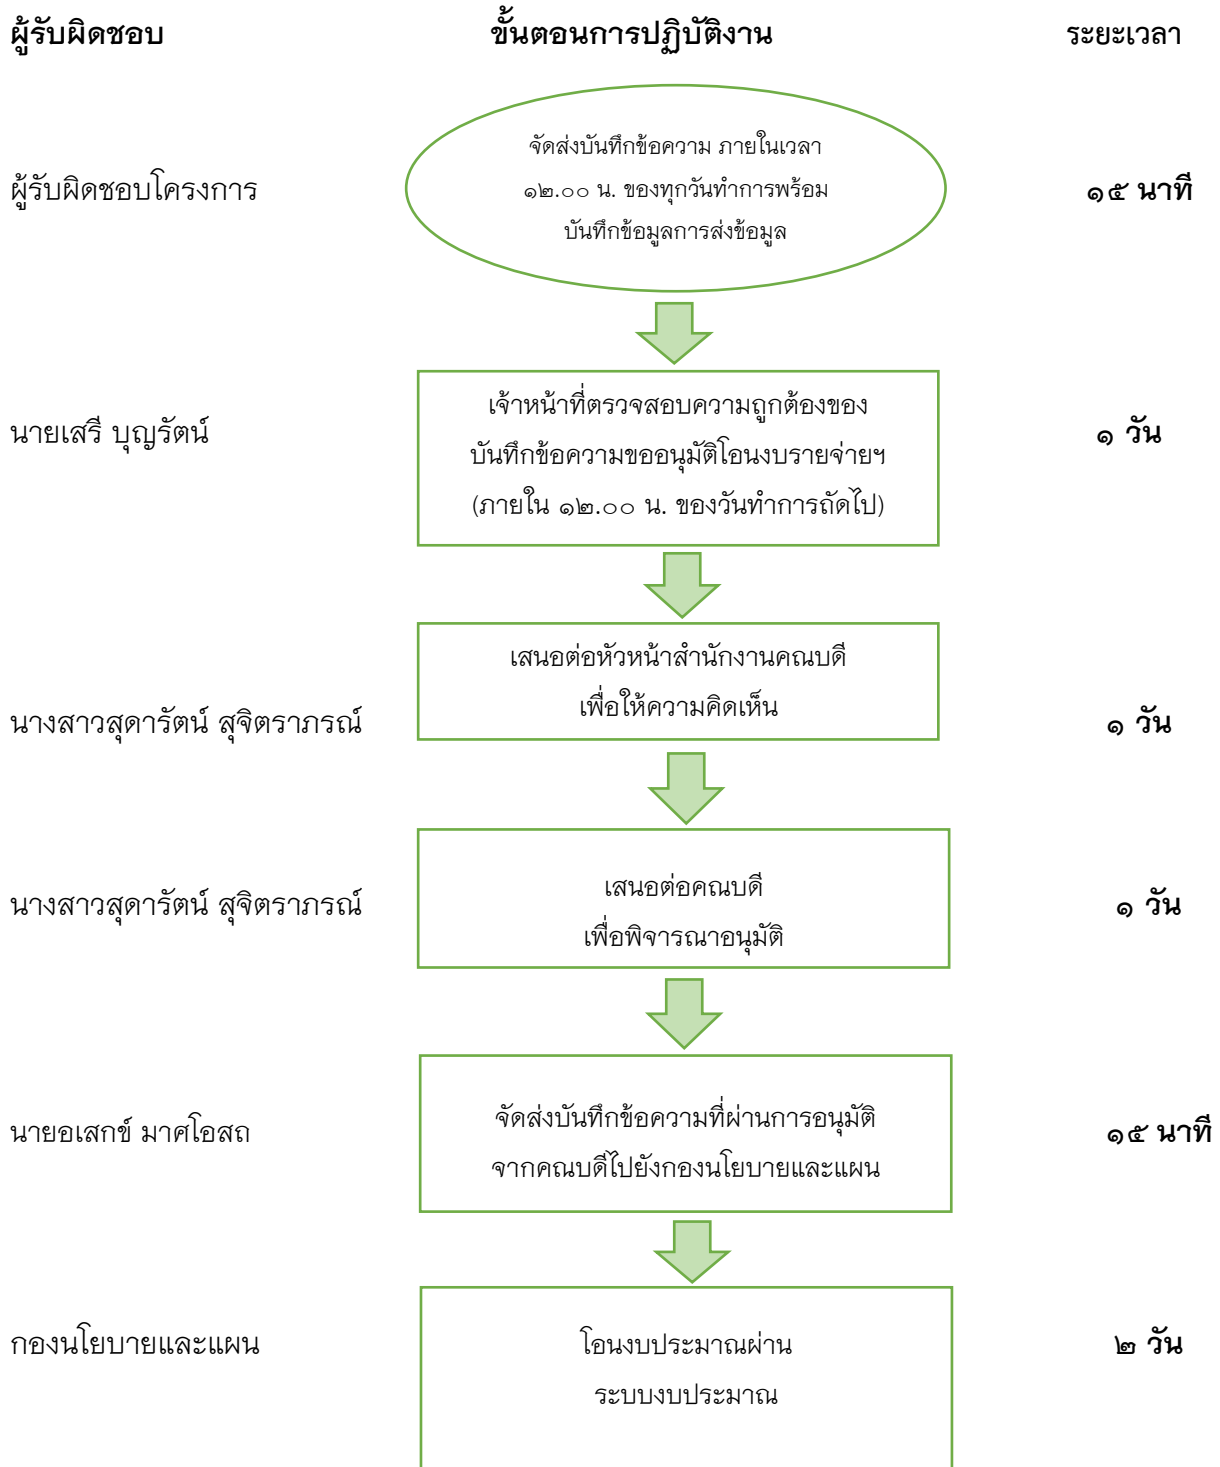 ผู้รับผิดชอบ ขั้นตอนการปฏิบัติงาน ระยะเวลา
จัดส่งบันทึกข้อความ ภายในเวลา
ผู้รับผิดชอบโครงการ ๑๒.๐๐ น. ของทุกวันทำการพร้อม ๑๕ นาที
บันทึกข้อมูลการส่งข้อมูล
เจ้าหน้าที่ตรวจสอบความถูกต้องของ
นายเสรี บุญรัตน์ ๑ วัน
บันทึกข้อความขออนุมัติโอนงบรายจ่ายฯ
(ภายใน ๑๒.๐๐ น. ของวันทำการถัดไป)
เสนอต่อหัวหน้าสำนักงานคณบดี
เพื่อให้ความคิดเห็น
นางสาวสุดารัตน์ สุจิตราภรณ์ ๑ วัน
เสนอต่อคณบดี
นางสาวสุดารัตน์ สุจิตราภรณ์ ๑ วัน
เพื่อพิจารณาอนุมัติ
จัดส่งบันทึกข้อความที่ผ่านการอนุมัติ
นายอเสกข์ มาศโอสถ ๑๕ นาที
จากคณบดีไปยังกองนโยบายและแผน
กองนโยบายและแผน โอนงบประมาณผ่าน ๒ วัน
ระบบงบประมาณ